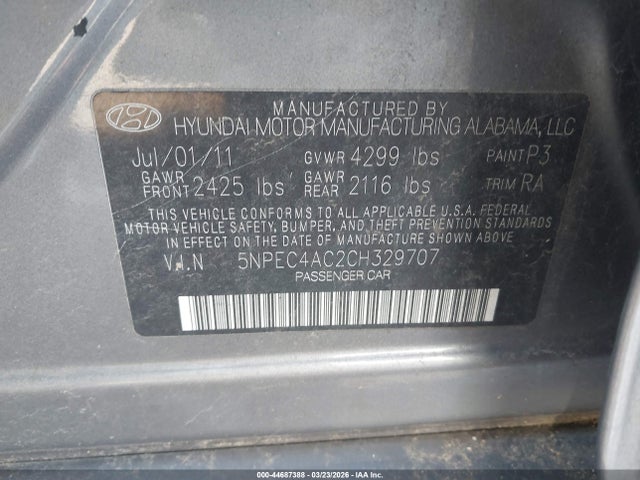 MANUFACTURED BY
HYUNDAI MOTOR MANUFACTURING ALABAMA, LLC
Jul/01/11 GVWR 4299 lbs PAINT P3
GAWR FRONT 2425 lbs GAWR REAR 2116 lbs TRIM RA
THIS VEHICLE CONFORMS TO ALL APPLICABLE U.S.A. FEDERAL
MOTOR VEHICLE SAFETY, BUMPER, AND THEFT PREVENTION STANDARDS
IN EFFECT ON THE DATE OF MANUFACTURE SHOWN ABOVE
V.I.N 5NPEC4AC2CH329707
PASSENGER CAR
000-44687388 | 03/23/2026 | IAA Inc.